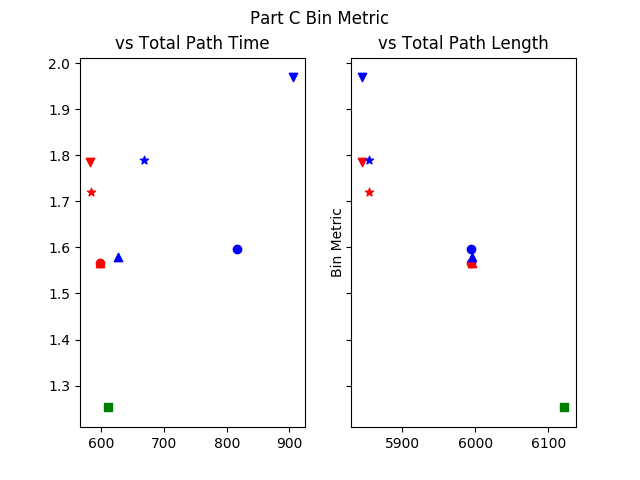 Part C Bin Metric
vs Total Path Time
vs Total Path Length
2.0
1.9
1.8
1.7
1.6
1.5
1.4
1.3
Bin Metric
600 700 800 900
5900 6000 6100